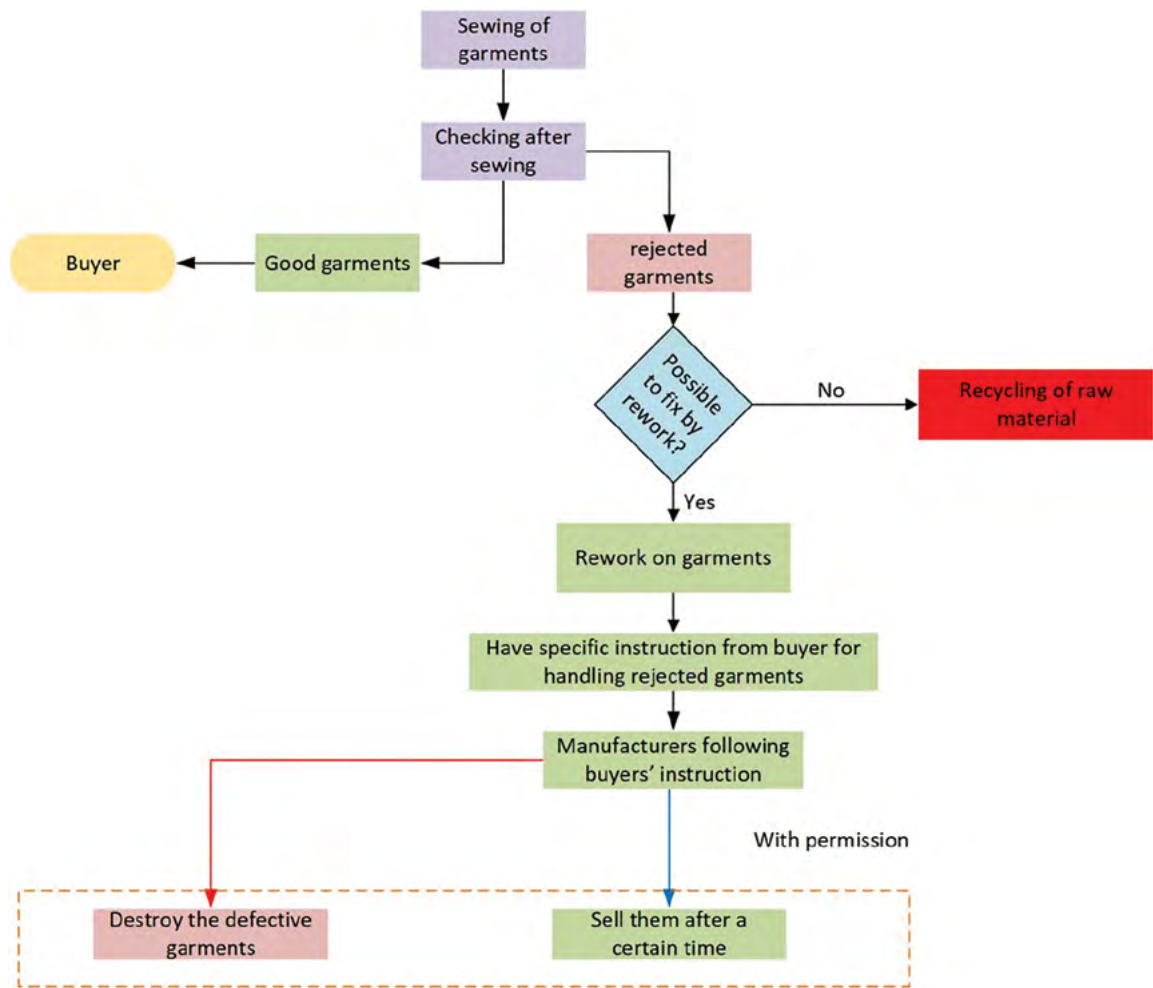 Sewing of
garments
Checking after
sewing
Buyer
Good garments
rejected
garments
Possible
to fix by
rework?
No
Recycling of raw
material
Yes
Rework on garments
Have specific instruction from buyer for
handling rejected garments
Manufacturers following
buyers’ instruction
With permission
Destroy the defective
garments
Sell them after a
certain time